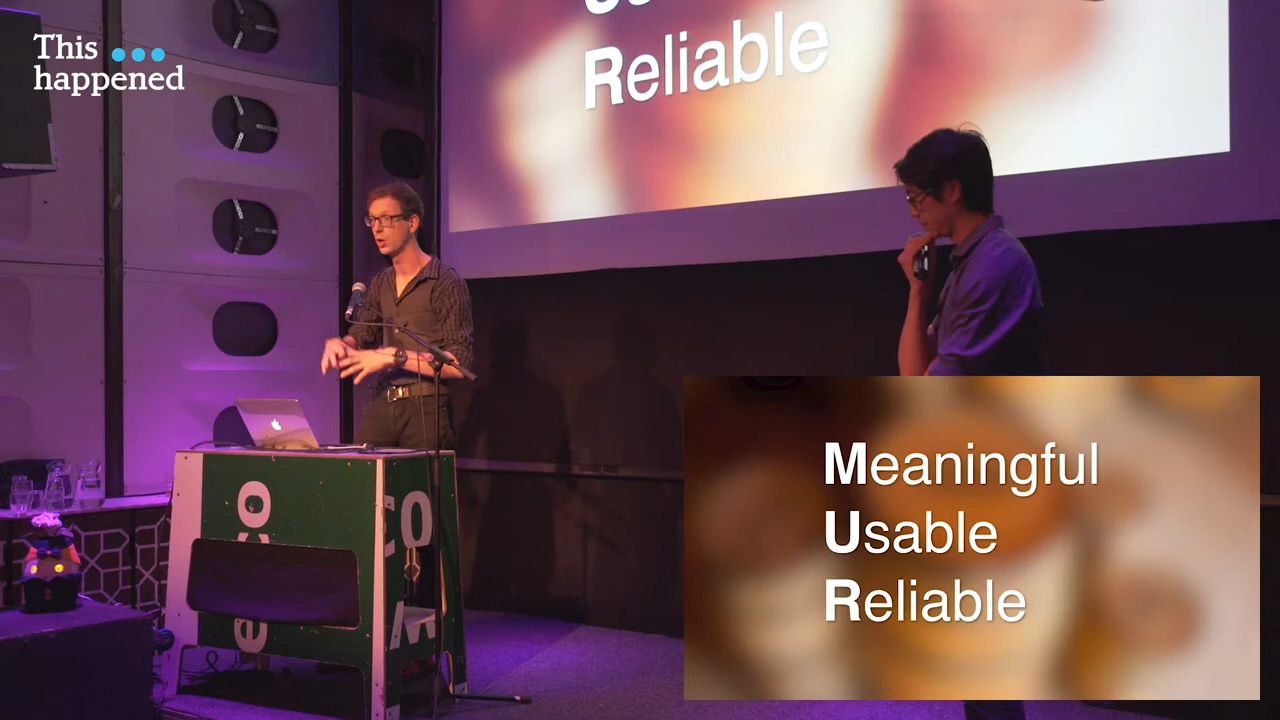 This
happened
Reliable
Meaningful
Usable
Reliable